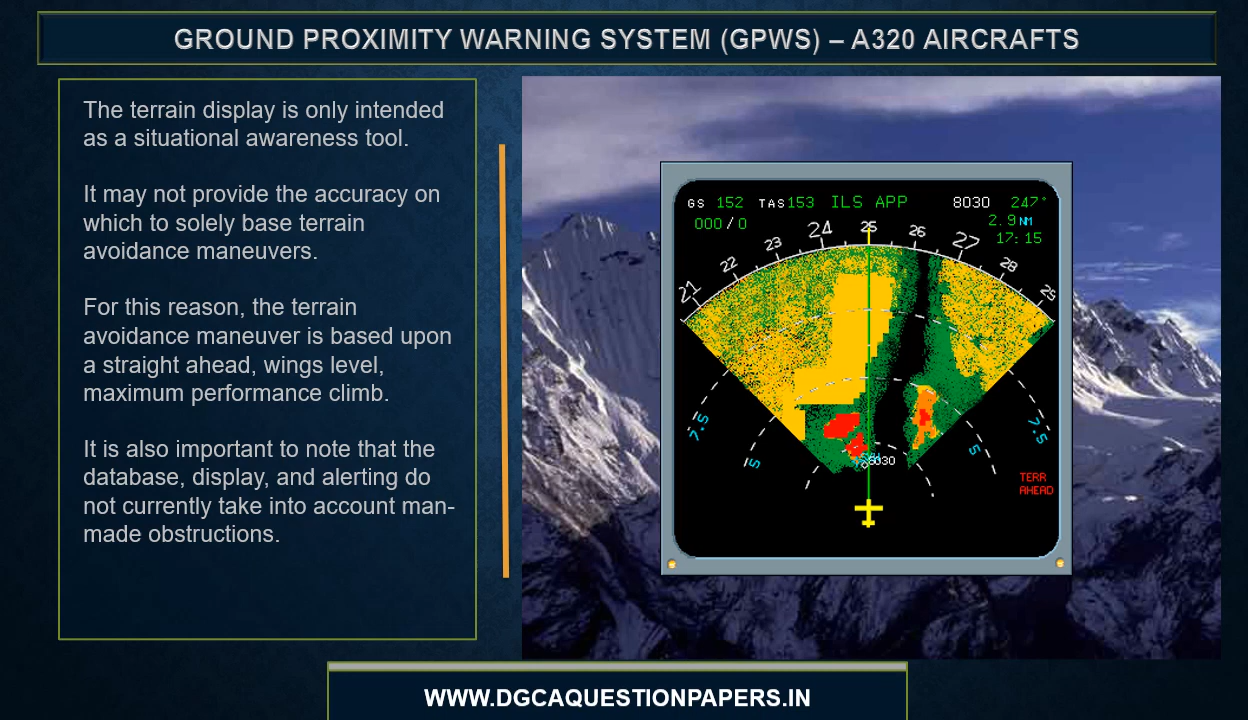 GROUND PROXIMITY WARNING SYSTEM (GPWS) – A320 AIRCRAFTS
The terrain display is only intended
as a situational awareness tool.
It may not provide the accuracy on
which to solely base terrain
avoidance maneuvers.
For this reason, the terrain
avoidance maneuver is based upon
a straight ahead, wings level,
maximum performance climb.
It is also important to note that the
database, display, and alerting do
not currently take into account man-
made obstructions.
GS 152 TAS153 ILS APP 8030 247°
000/0 2.9NM
17:15
21 22 23 24 25 26 27 28 29
7.5 7.5
5 5
8030
TERR
AHEAD
WWW.DGCAQUESTIONPAPERS.IN